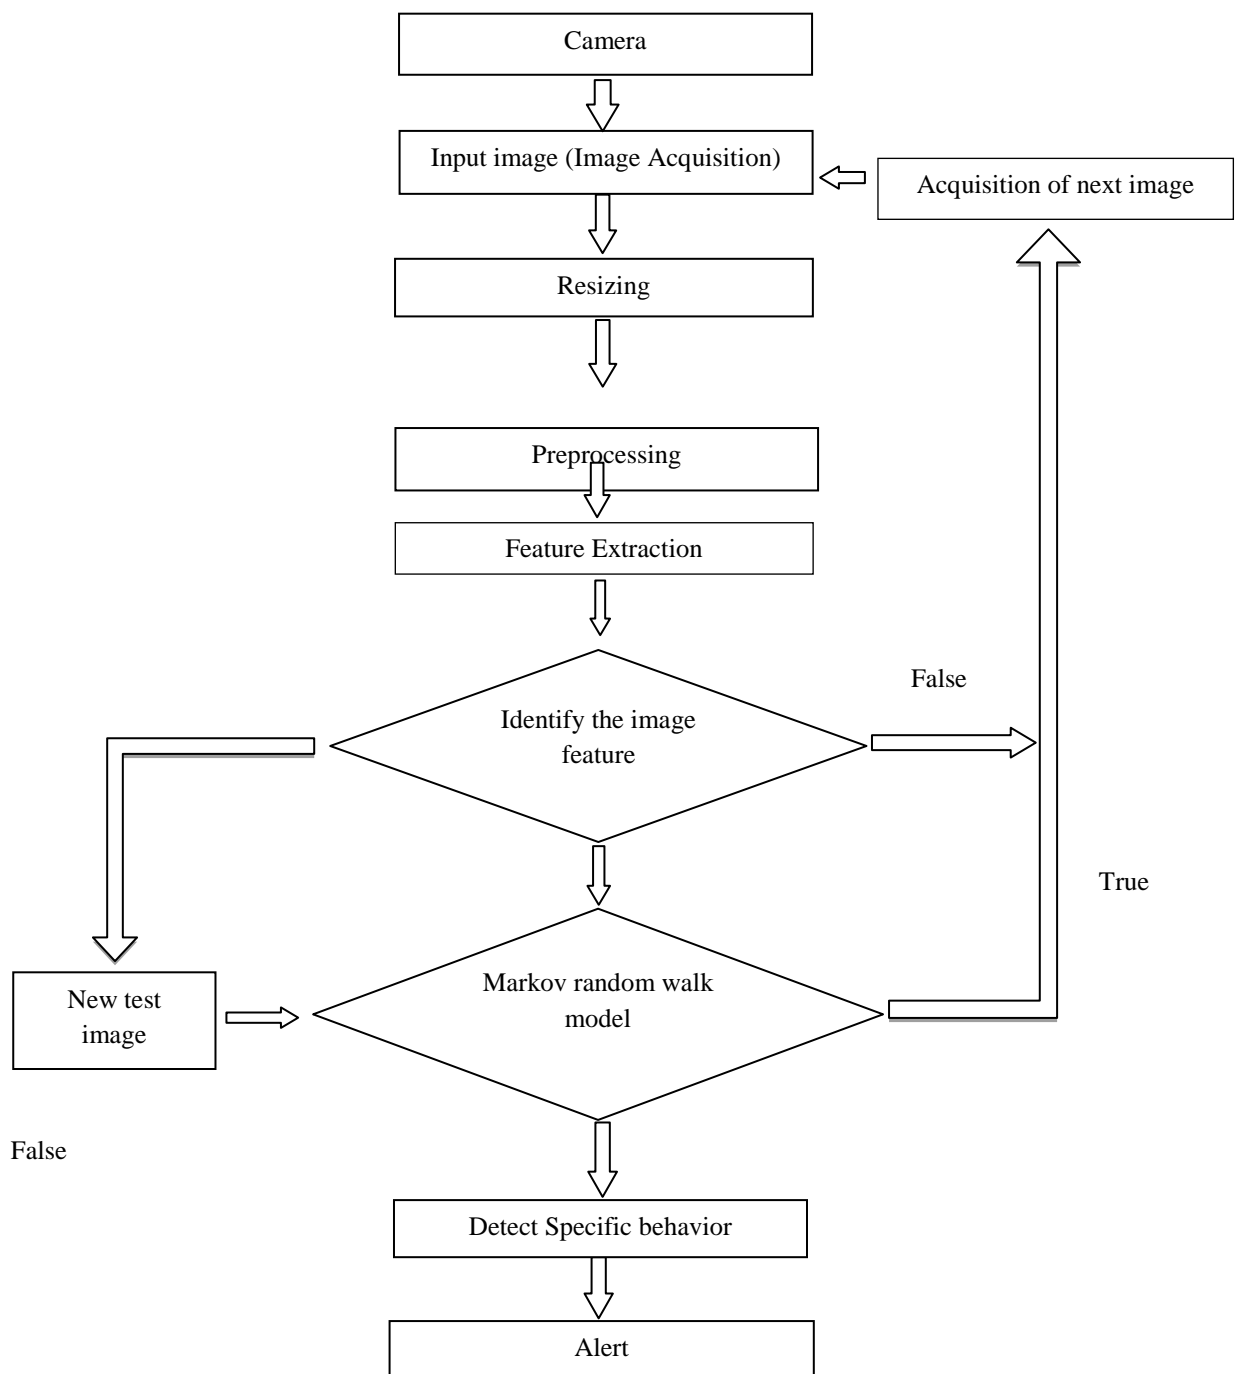 Camera
Input image (Image Acquisition)
Acquisition of next image
Resizing
Preprocessing
Feature Extraction
False
Identify the image
feature
True
Markov random walk
model
New test
image
False
Detect Specific behavior
Alert